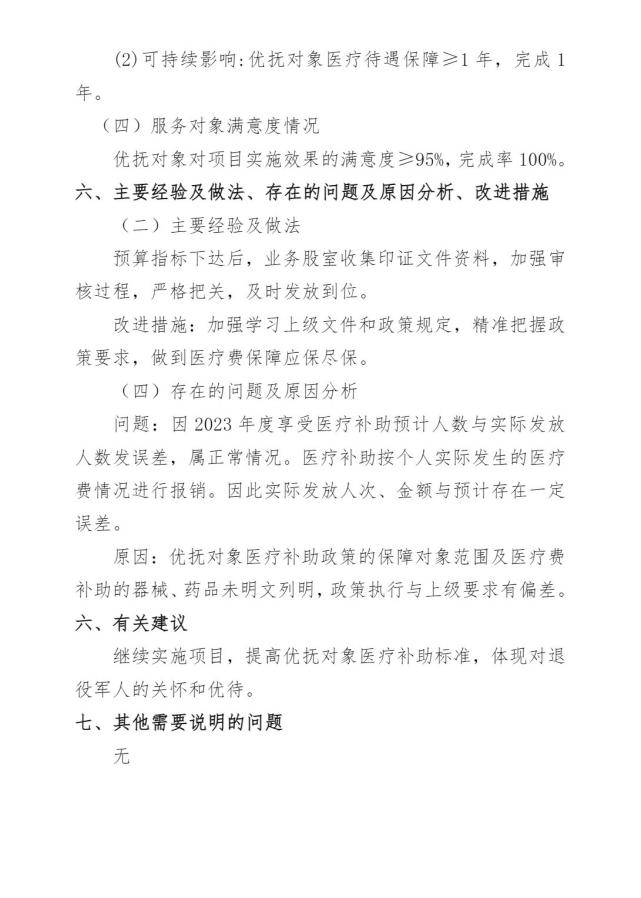 (2)可持续影响:优抚对象医疗待遇保障≥1 年，完成 1
年。
（四）服务对象满意度情况
优抚对象对项目实施效果的满意度≥95%,完成率 100%。
六、主要经验及做法、存在的问题及原因分析、改进措施
（二）主要经验及做法
预算指标下达后，业务股室收集印证文件资料，加强审
核过程，严格把关，及时发放到位。
改进措施：加强学习上级文件和政策规定，精准把握政
策要求，做到医疗费保障应保尽保。
（四）存在的问题及原因分析
问题：因 2023 年度享受医疗补助预计人数与实际发放
人数发误差，属正常情况。医疗补助按个人实际发生的医疗
费情况进行报销。因此实际发放人次、金额与预计存在一定
误差。
原因：优抚对象医疗补助政策的保障对象范围及医疗费
补助的器械、药品未明文列明，政策执行与上级要求有偏差。
六、有关建议
继续实施项目，提高优抚对象医疗补助标准，体现对退
役军人的关怀和优待。
七、其他需要说明的问题
无